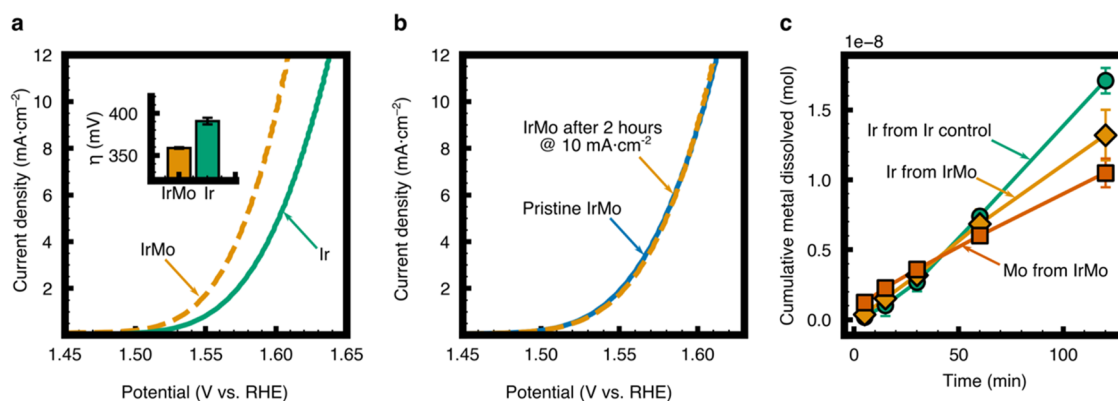 a
Current density (mA·cm⁻²)
12
10
8
6
4
2
1.45
1.50
1.55
1.60
1.65
Potential (V vs. RHE)
η (mV)
400
350
IrMo
Ir
IrMo
Ir
b
Current density (mA·cm⁻²)
12
10
8
6
4
2
1.45
1.50
1.55
1.60
Potential (V vs. RHE)
IrMo after 2 hours
@ 10 mA·cm⁻²
Pristine IrMo
c
1e−8
Cumulative metal dissolved (mol)
1.5
1.0
0.5
0.0
0
50
100
Time (min)
Ir from Ir control
Ir from IrMo
Mo from IrMo